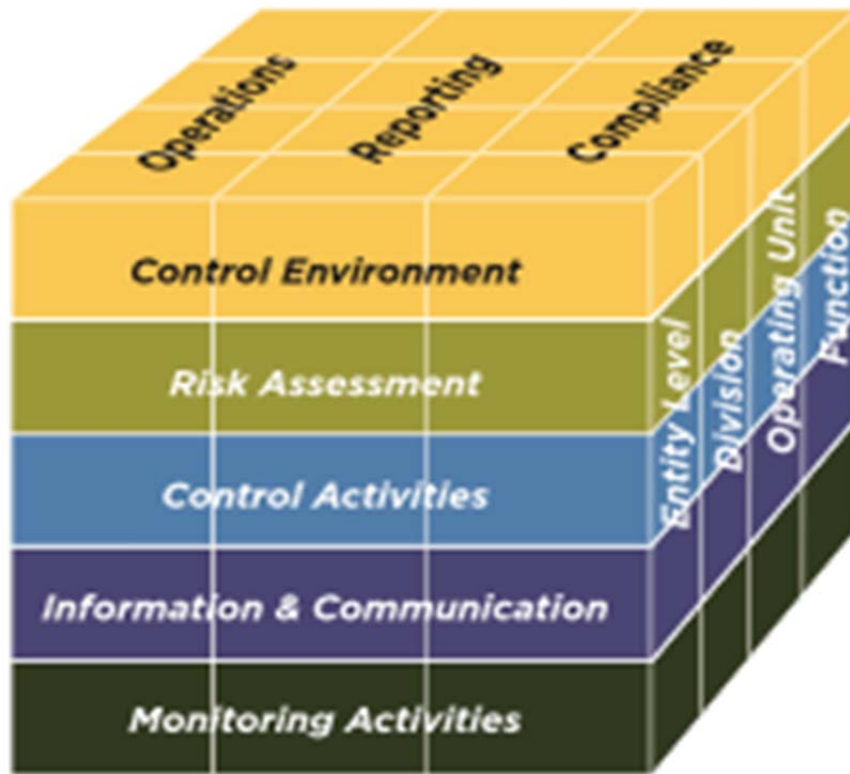 Operations
Reporting
Compliance
Control Environment
Risk Assessment
Control Activities
Information & Communication
Monitoring Activities
Entity Level
Division
Operating Unit
Function